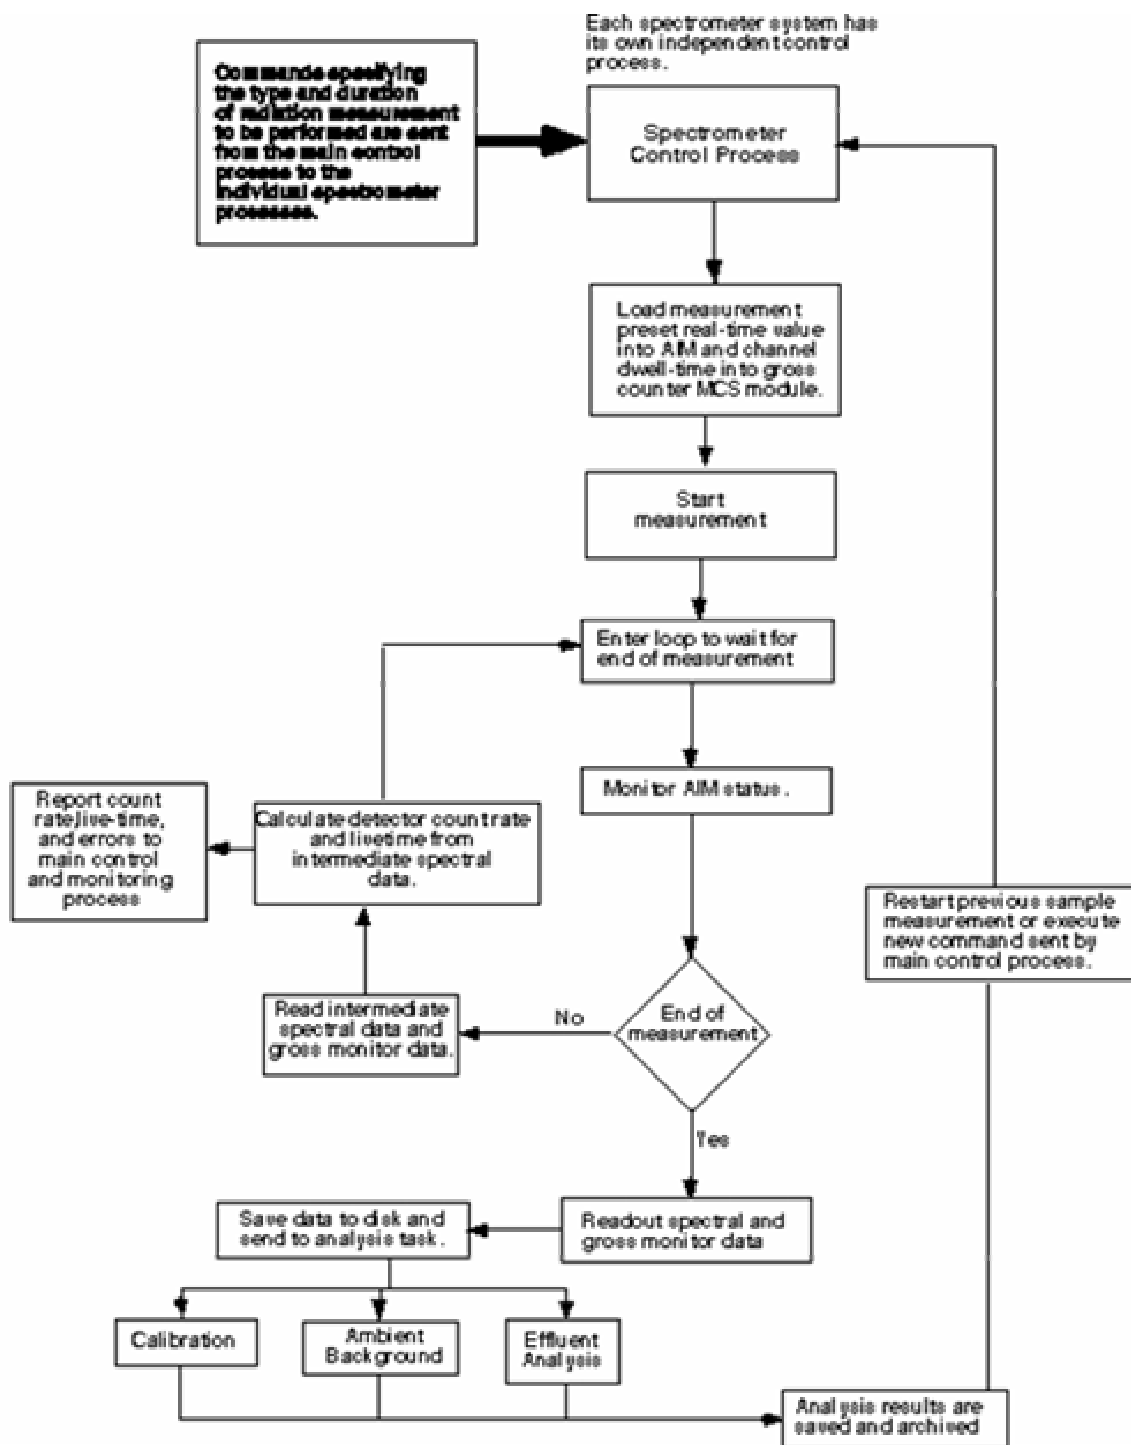 Each spectrometer system has
its own independent control
process.
Commands specifying
the type and duration
of radiation measurement
to be performed are sent
from the main control
process to the
individual spectrometer
processes.
Spectrometer
Control Process
Load measurement
preset real-time value
into AIM and channel
dwell-time into gross
counter MCS module.
Start
measurement
Enter loop to wait for
end of measurement
Monitor AIM status.
Report count
rate,live-time,
and errors to
main control
and monitoring
process
Calculate detector count rate
and livetime from
intermediate spectral
data.
Restart previous sample
measurement or execute
new command sent by
main control process.
Read intermediate
spectral data and
gross monitor data.
No
End of
measurement
Yes
Save data to disk and
send to analysis task.
Readout spectral and
gross monitor data
Calibration
Ambient
Background
Effluent
Analysis
Analysis results are
saved and archived